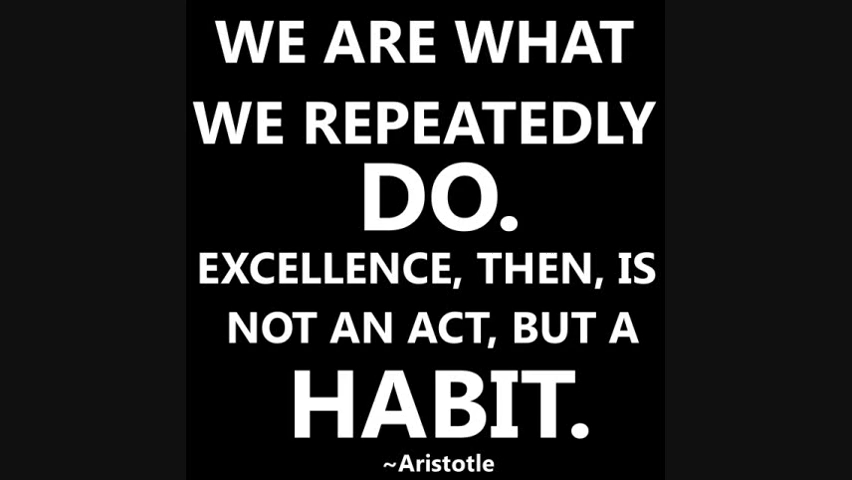 WE ARE WHAT
WE REPEATEDLY
DO.
EXCELLENCE, THEN, IS
NOT AN ACT, BUT A
HABIT.
~Aristotle